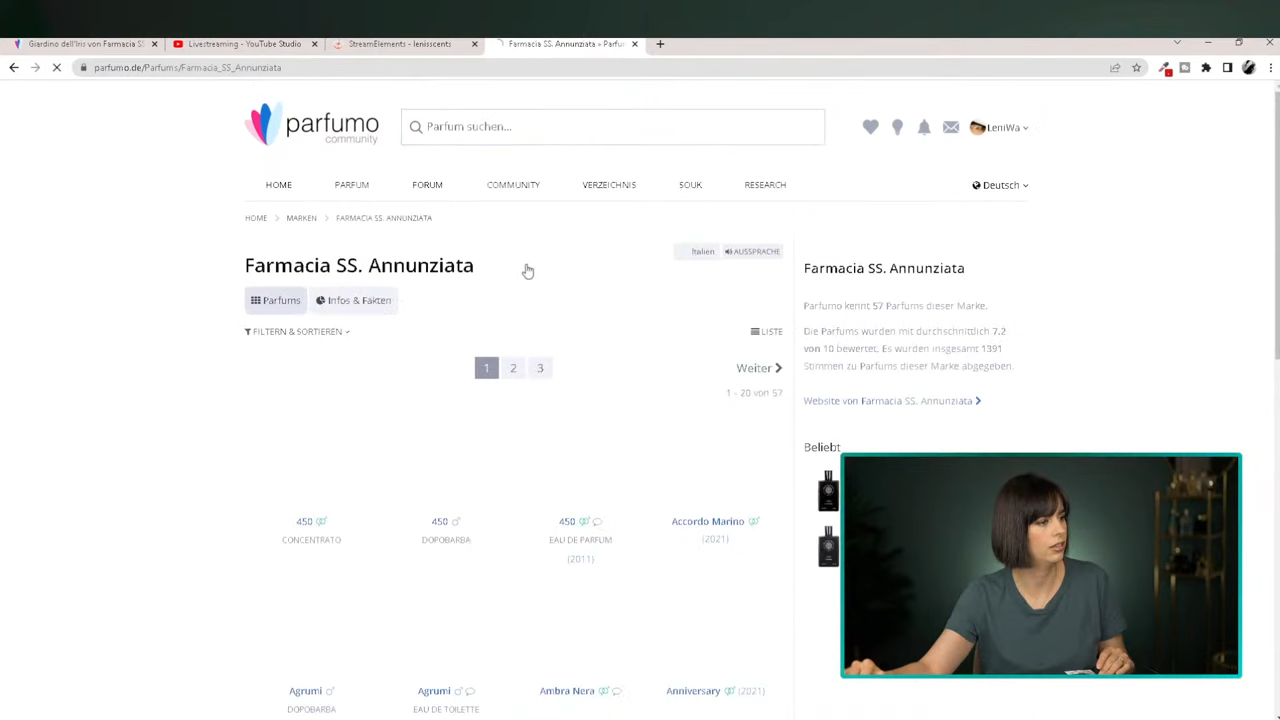 Giardino dell'Iris von Farmacia SS
Livestreaming - YouTube Studio
StreamElements - lenisscents
Farmacia SS. Annunziata » Parfu
parfumo.de/Parfums/Farmacia_SS_Annunziata
parfumo
community
Parfum suchen...
LeniWa
HOME
PARFUM
FORUM
COMMUNITY
VERZEICHNIS
SOUK
RESEARCH
Deutsch
HOME > MARKEN > FARMACIA SS. ANNUNZIATA
Italien
AUSSPRACHE
Farmacia SS. Annunziata
Parfums
Infos & Fakten
FILTERN & SORTIEREN
LISTE
1
2
3
Weiter
1 - 20 von 57
450
CONCENTRATO
450
DOPOBARBA
450
EAU DE PARFUM
(2011)
Accordo Marino
(2021)
Agrumi
DOPOBARBA
Agrumi
EAU DE TOILETTE
Ambra Nera
Anniversary (2021)
Farmacia SS. Annunziata
Parfumo kennt 57 Parfums dieser Marke.
Die Parfums wurden mit durchschnittlich 7.2
von 10 bewertet. Es wurden insgesamt 1391
Stimmen zu Parfums dieser Marke abgegeben.
Website von Farmacia SS. Annunziata
Beliebt